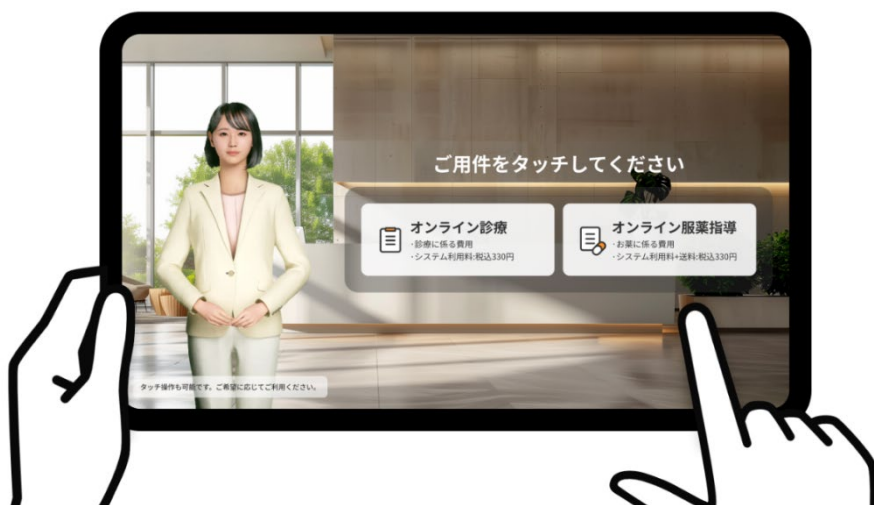 ご用件をタッチしてください
オンライン診療
・診療に係る費用
・システム利用料:税込330円
オンライン服薬指導
・お薬に係る費用
・システム利用料+送料:税込330円
タッチ操作も可能です。ご希望に応じてご利用ください。